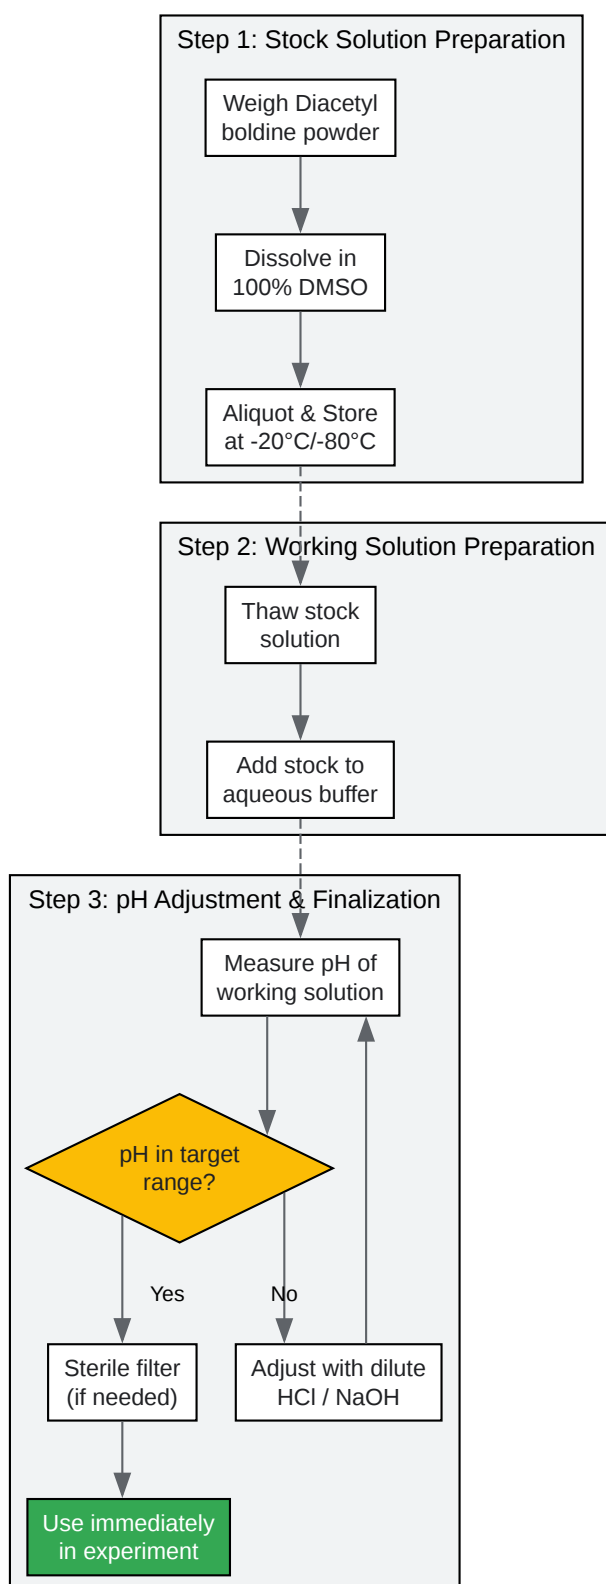 Step 1: Stock Solution Preparation
Weigh Diacetyl
boldine powder
Dissolve in
100% DMSO
Aliquot & Store
at -20°C/-80°C
Step 2: Working Solution Preparation
Thaw stock
solution
Add stock to
aqueous buffer
Step 3: pH Adjustment & Finalization
Measure pH of
working solution
pH in target
range?
Yes
No
Sterile filter
(if needed)
Adjust with dilute
HCl / NaOH
Use immediately
in experiment